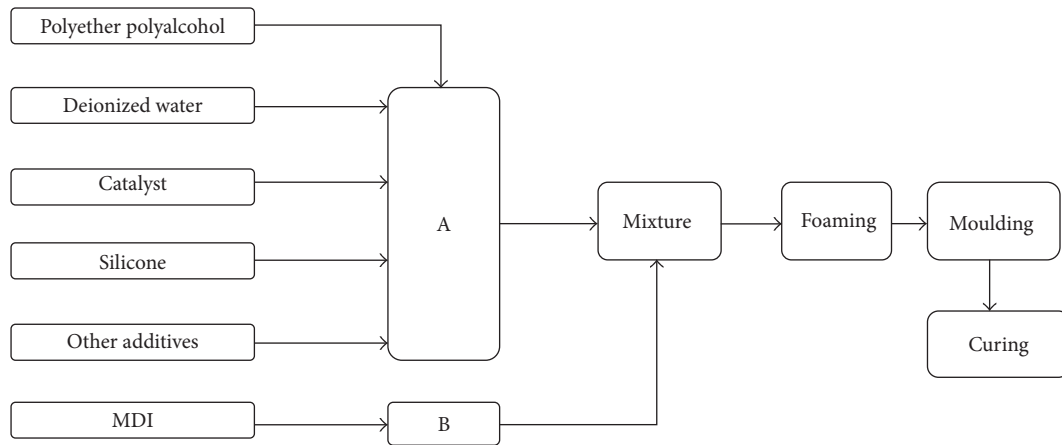 Polyether polyalcohol
Deionized water
Catalyst
Silicone
Other additives
MDI
A
B
Mixture
Foaming
Moulding
Curing